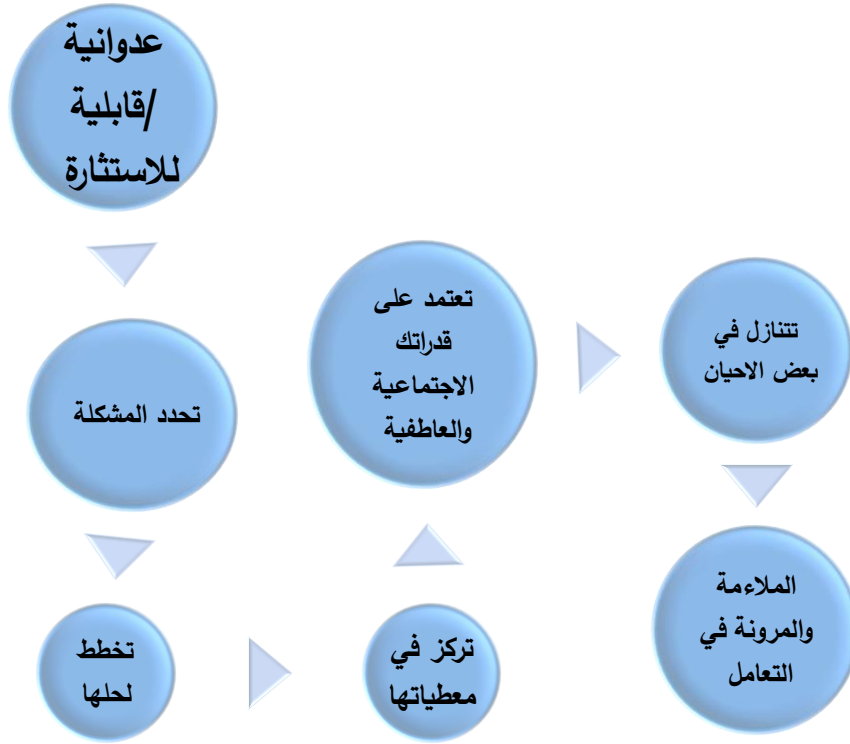 عدوانية
/قابلية
للاستثارة
تحدد المشكلة
تخطط
لحلها
تركز في
معطياتها
تعتمد على
قدراتك
الاجتماعية
والعاطفية
تتنازل في
بعض الاحيان
الملاءمة
والمرونة في
التعامل